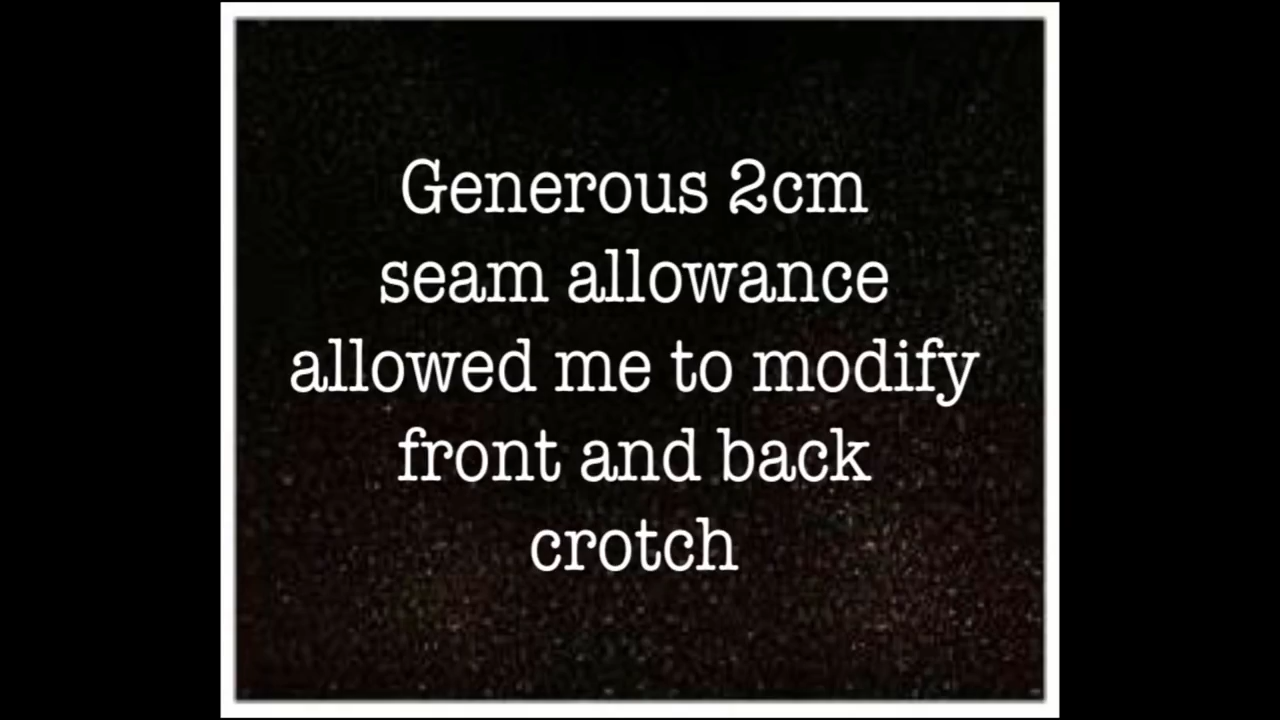 Generous 2cm
seam allowance
allowed me to modify
front and back
crotch